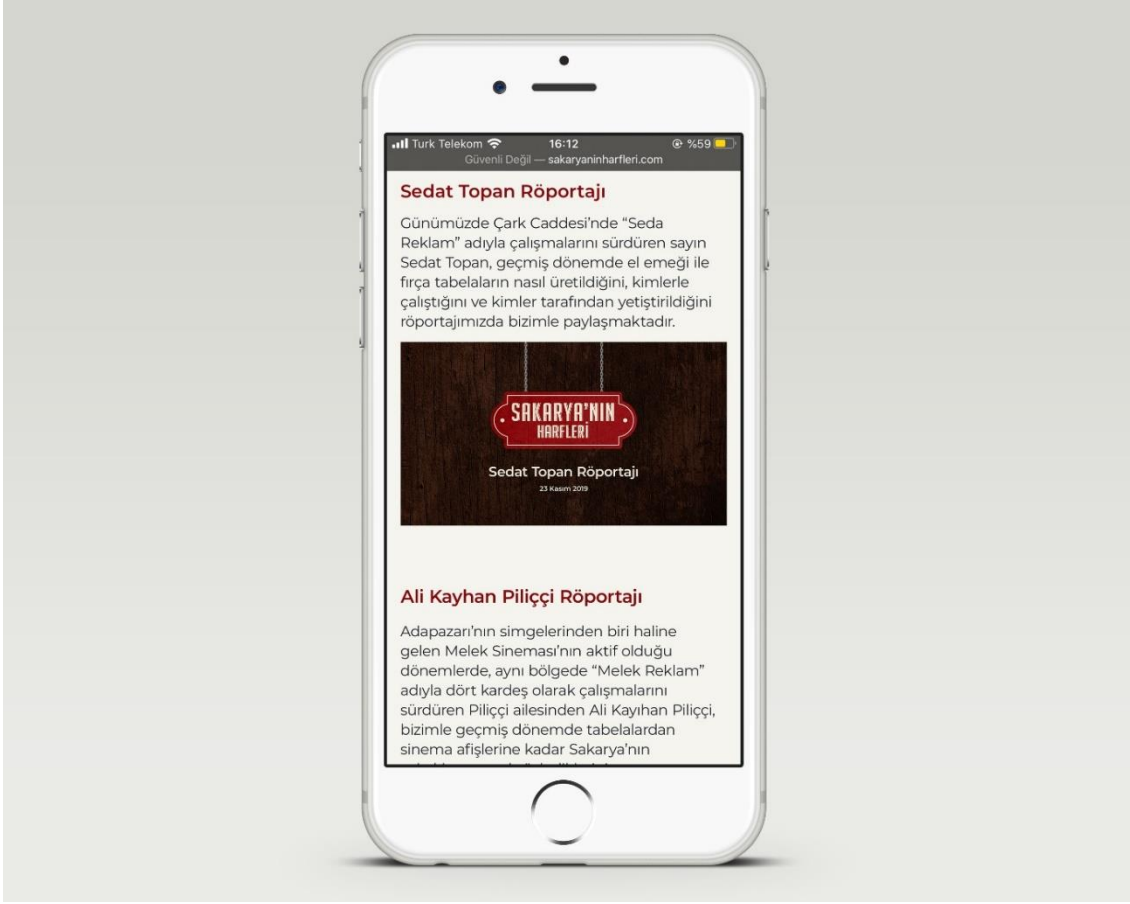 Turk Telekom 16:12 %59
Güvenli Değil — sakaryaninharfleri.com
Sedat Topan Röportajı
Günümüzde Çark Caddesi’nde “Seda
Reklam” adıyla çalışmalarını sürdüren sayın
Sedat Topan, geçmiş dönemde el emeği ile
fırça tabelaların nasıl üretildiğini, kimlerle
çalıştığını ve kimler tarafından yetiştirildiğini
röportajımızda bizimle paylaşmaktadır.
SAKARYA’NIN
HARFLERİ
Sedat Topan Röportajı
23 Kasım 2019
Ali Kayhan Piliççi Röportajı
Adapazarı’nın simgelerinden biri haline
gelen Melek Sineması’nın aktif olduğu
dönemlerde, aynı bölgede “Melek Reklam”
adıyla dört kardeş olarak çalışmalarını
sürdüren Piliççi ailesinden Ali Kayıhan Piliççi,
bizimle geçmiş dönemde tabelalardan
sinema afişlerine kadar Sakarya’nın